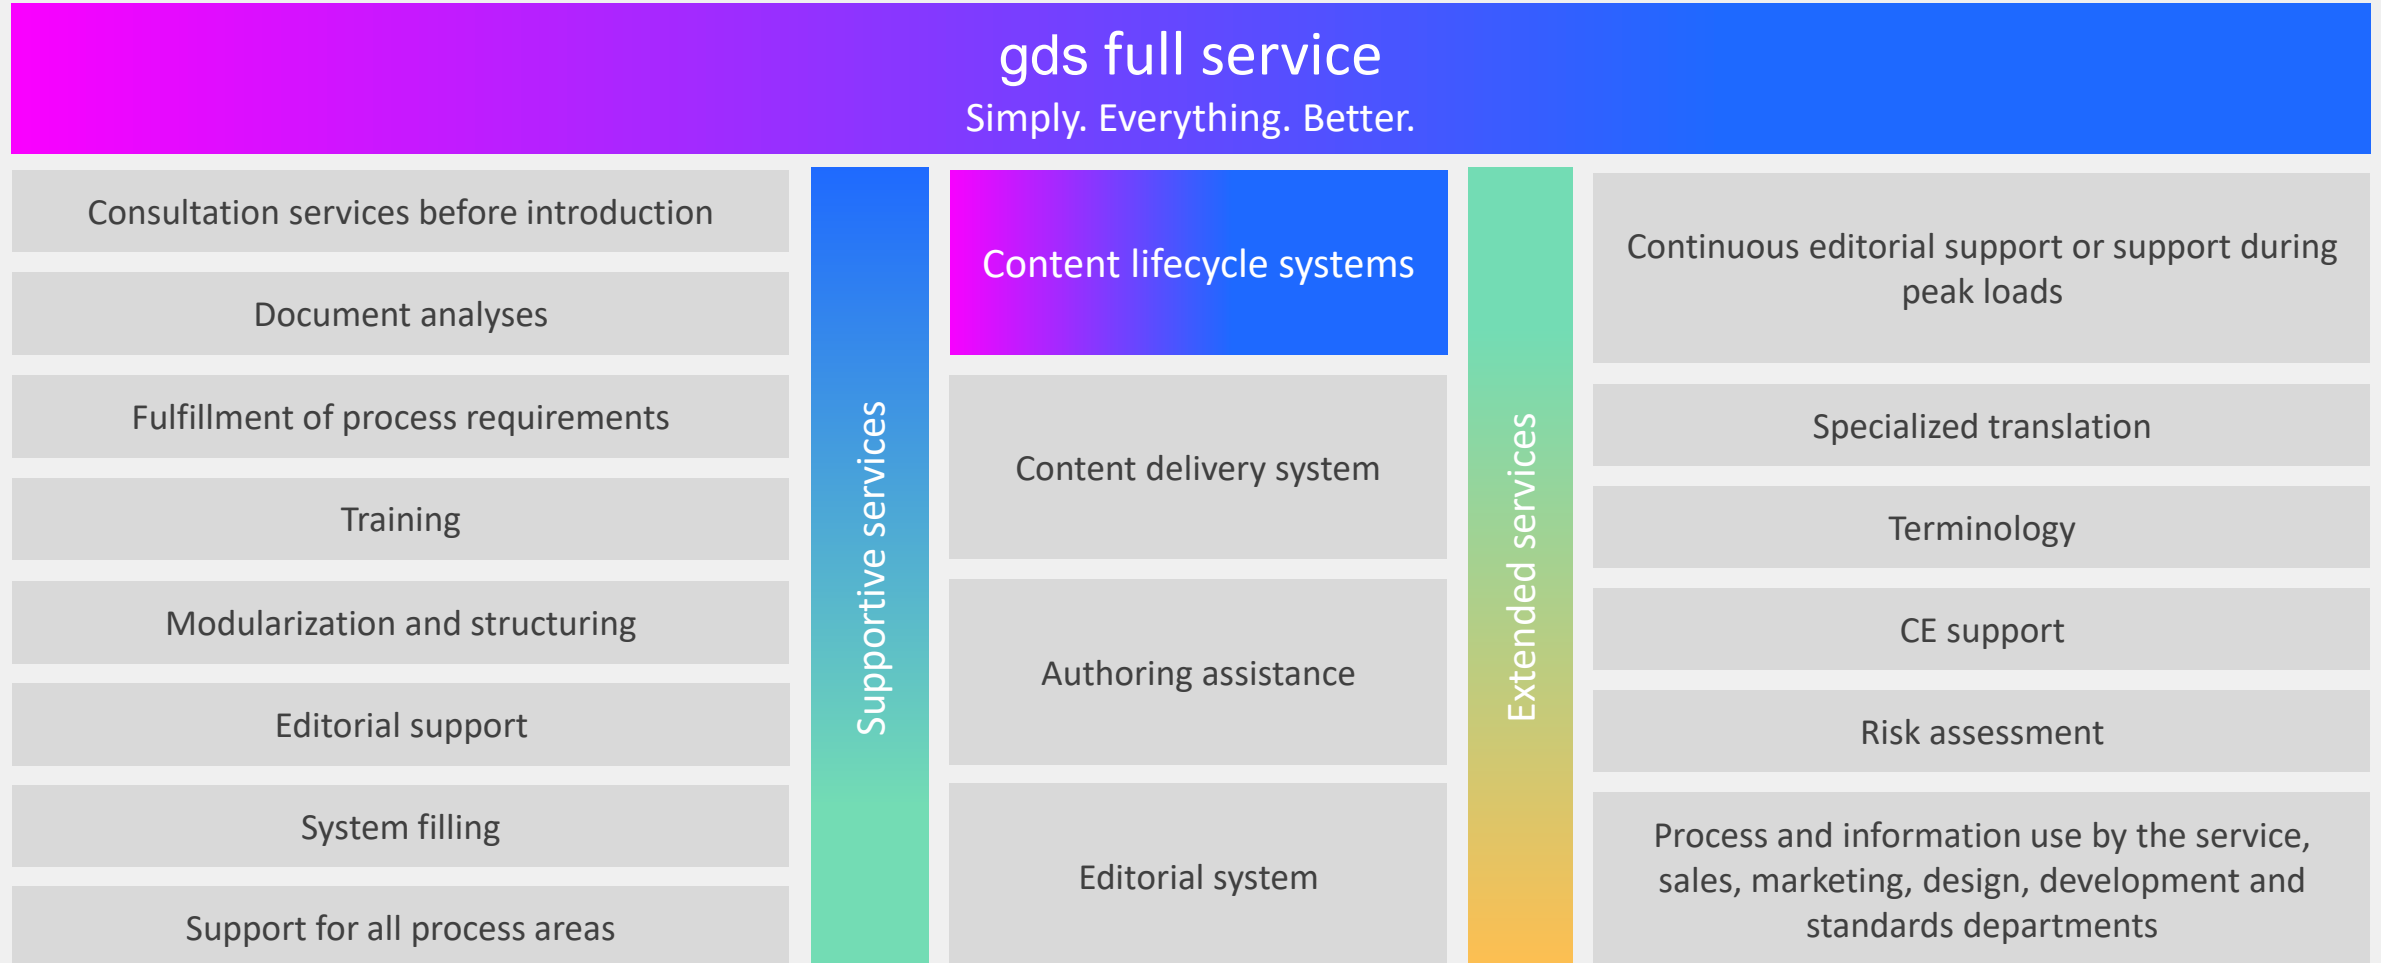 gds full service
Simply. Everything. Better.
Consultation services before introduction
Document analyses
Fulfillment of process requirements
Training
Modularization and structuring
Editorial support
System filling
Support for all process areas
Supportive services
Content lifecycle systems
Content delivery system
Authoring assistance
Editorial system
Extended services
Continuous editorial support or support during
peak loads
Specialized translation
Terminology
CE support
Risk assessment
Process and information use by the service,
sales, marketing, design, development and
standards departments